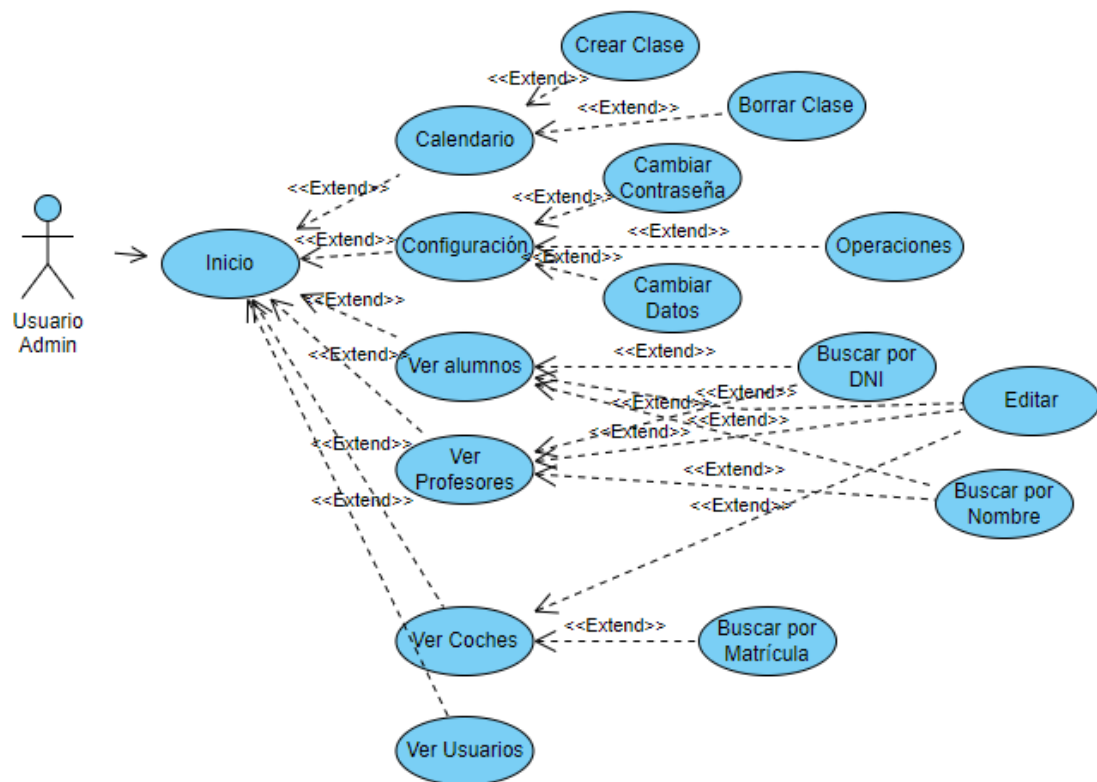 Crear Clase
<<Extend>>
Borrar Clase
<<Extend>>
Calendario
Cambiar
Contraseña
<<Extend>>
<<Extend>>
Usuario
Admin
Inicio
<<Extend>>
Configuración
<<Extend>>
Operaciones
<<Extend>>
Cambiar
Datos
<<Extend>>
Ver alumnos
<<Extend>>
Buscar por
DNI
<<Extend>>
<<Extend>>
<<Extend>>
<<Extend>>
Editar
Ver
Profesores
<<Extend>>
<<Extend>>
Buscar por
Nombre
<<Extend>>
<<Extend>>
Ver Coches
<<Extend>>
Buscar por
Matrícula
Ver Usuarios